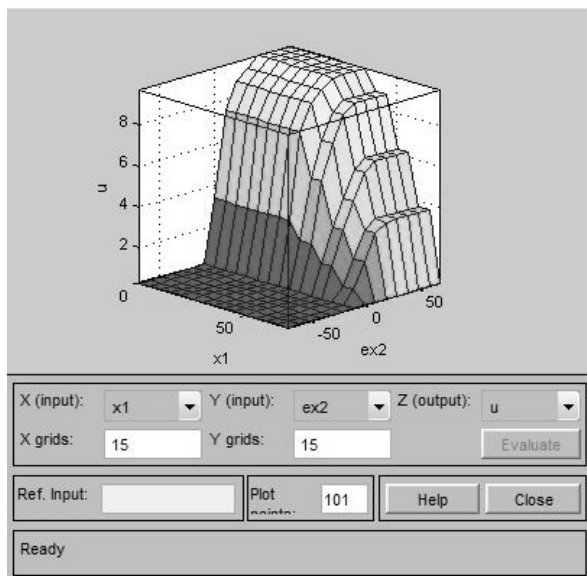 8
6
4
2
u
0
50
x1
-50
0
50
ex2
X (input): x1 Y (input): ex2 Z (output): u
X grids: 15 Y grids: 15 Evaluate
Ref. Input: Plot points: 101 Help Close
Ready